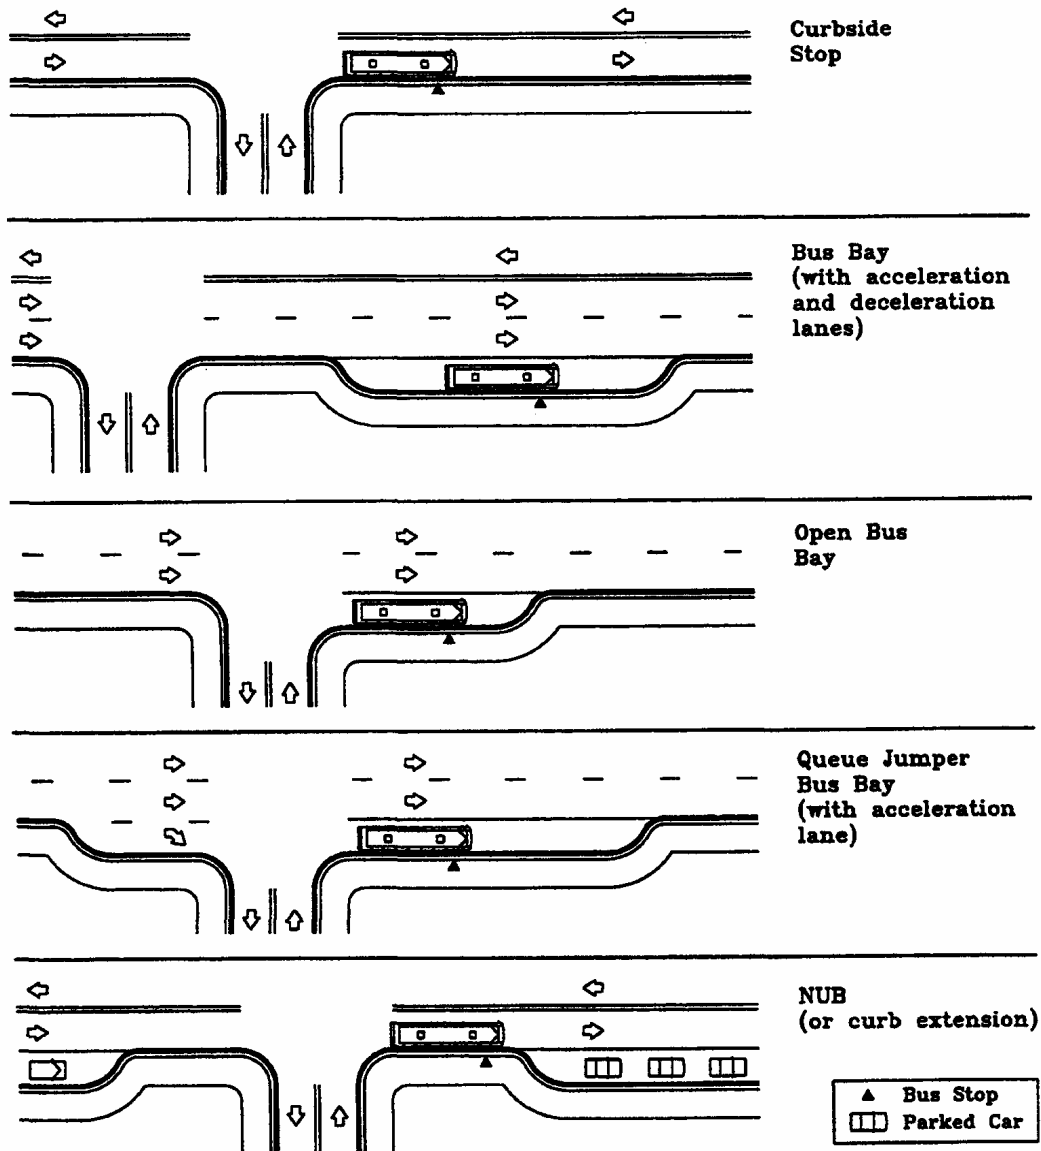 Curbside
Stop
Bus Bay
(with acceleration
and deceleration
lanes)
Open Bus
Bay
Queue Jumper
Bus Bay
(with acceleration
lane)
NUB
(or curb extension)
Bus Stop
Parked Car